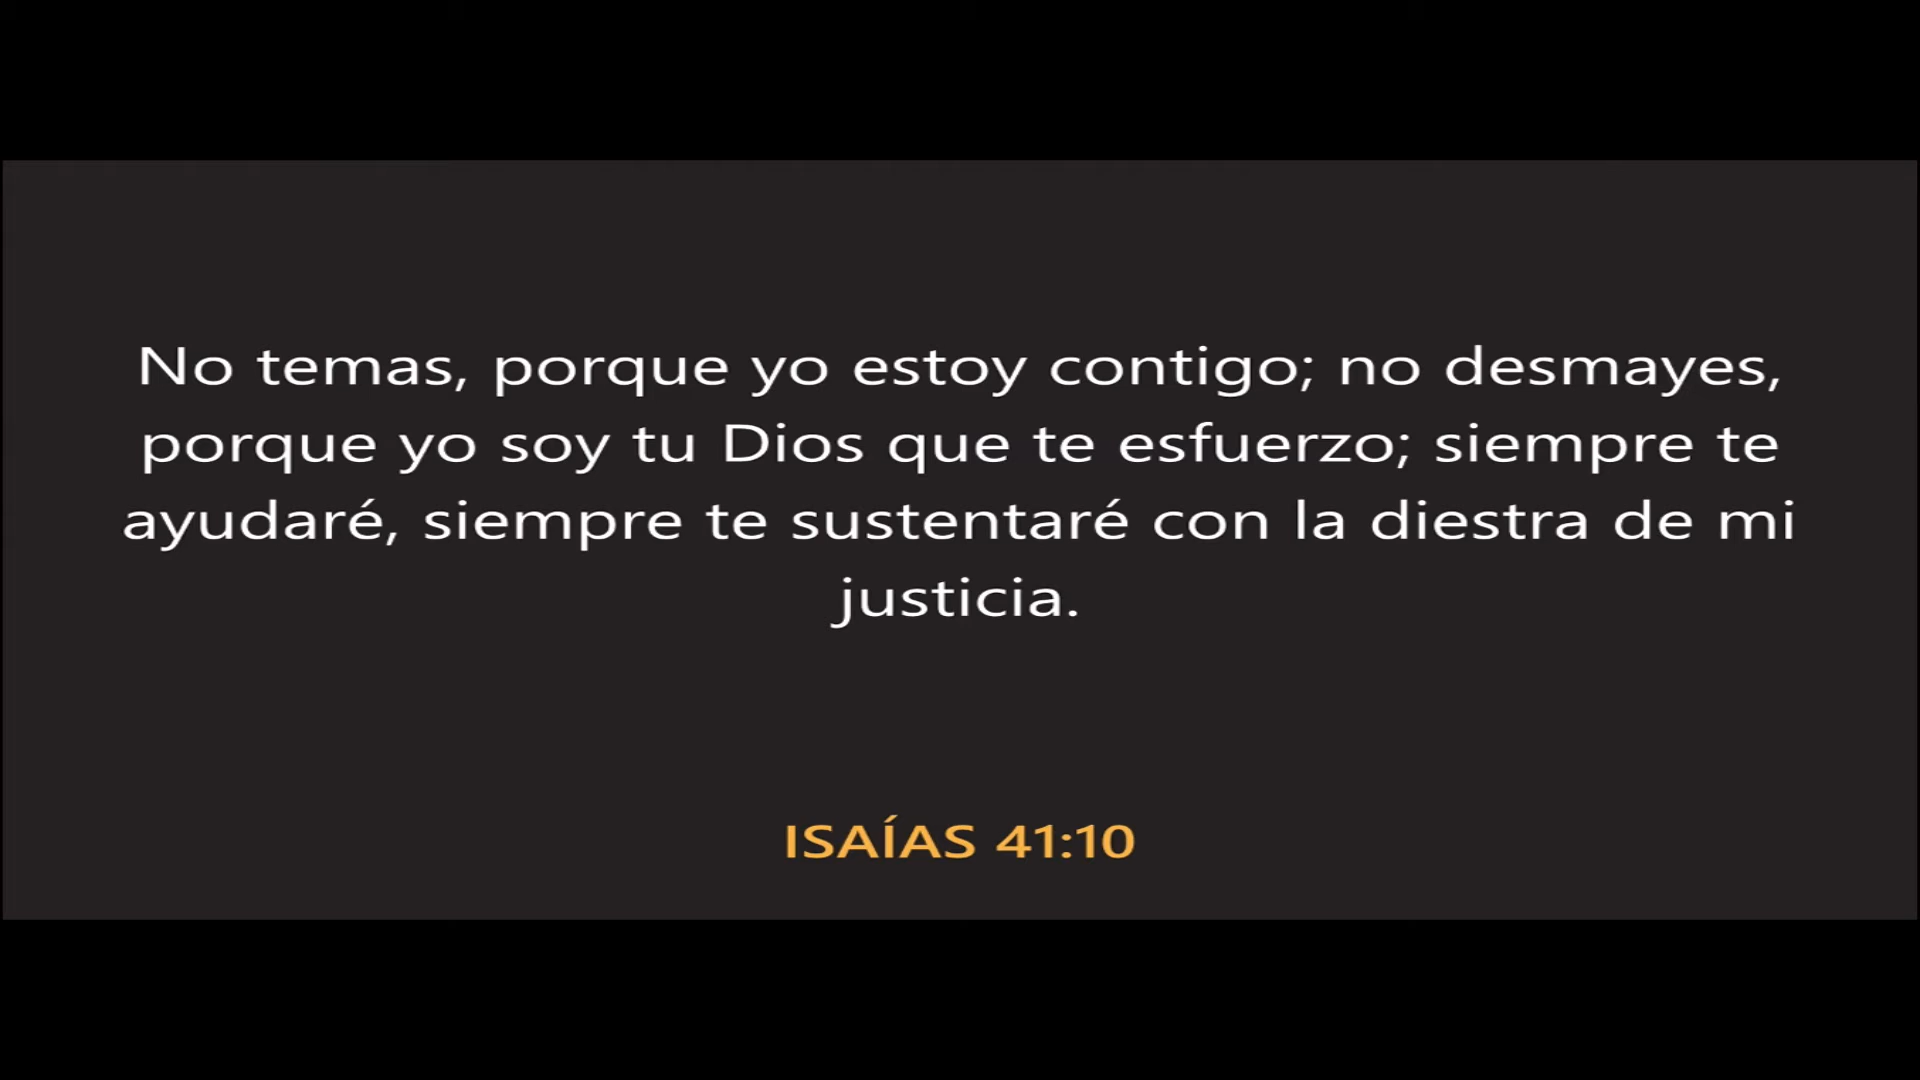 No temas, porque yo estoy contigo; no desmayes,
porque yo soy tu Dios que te esfuerzo; siempre te
ayudaré, siempre te sustentaré con la diestra de mi
justicia.
ISAÍAS 41:10